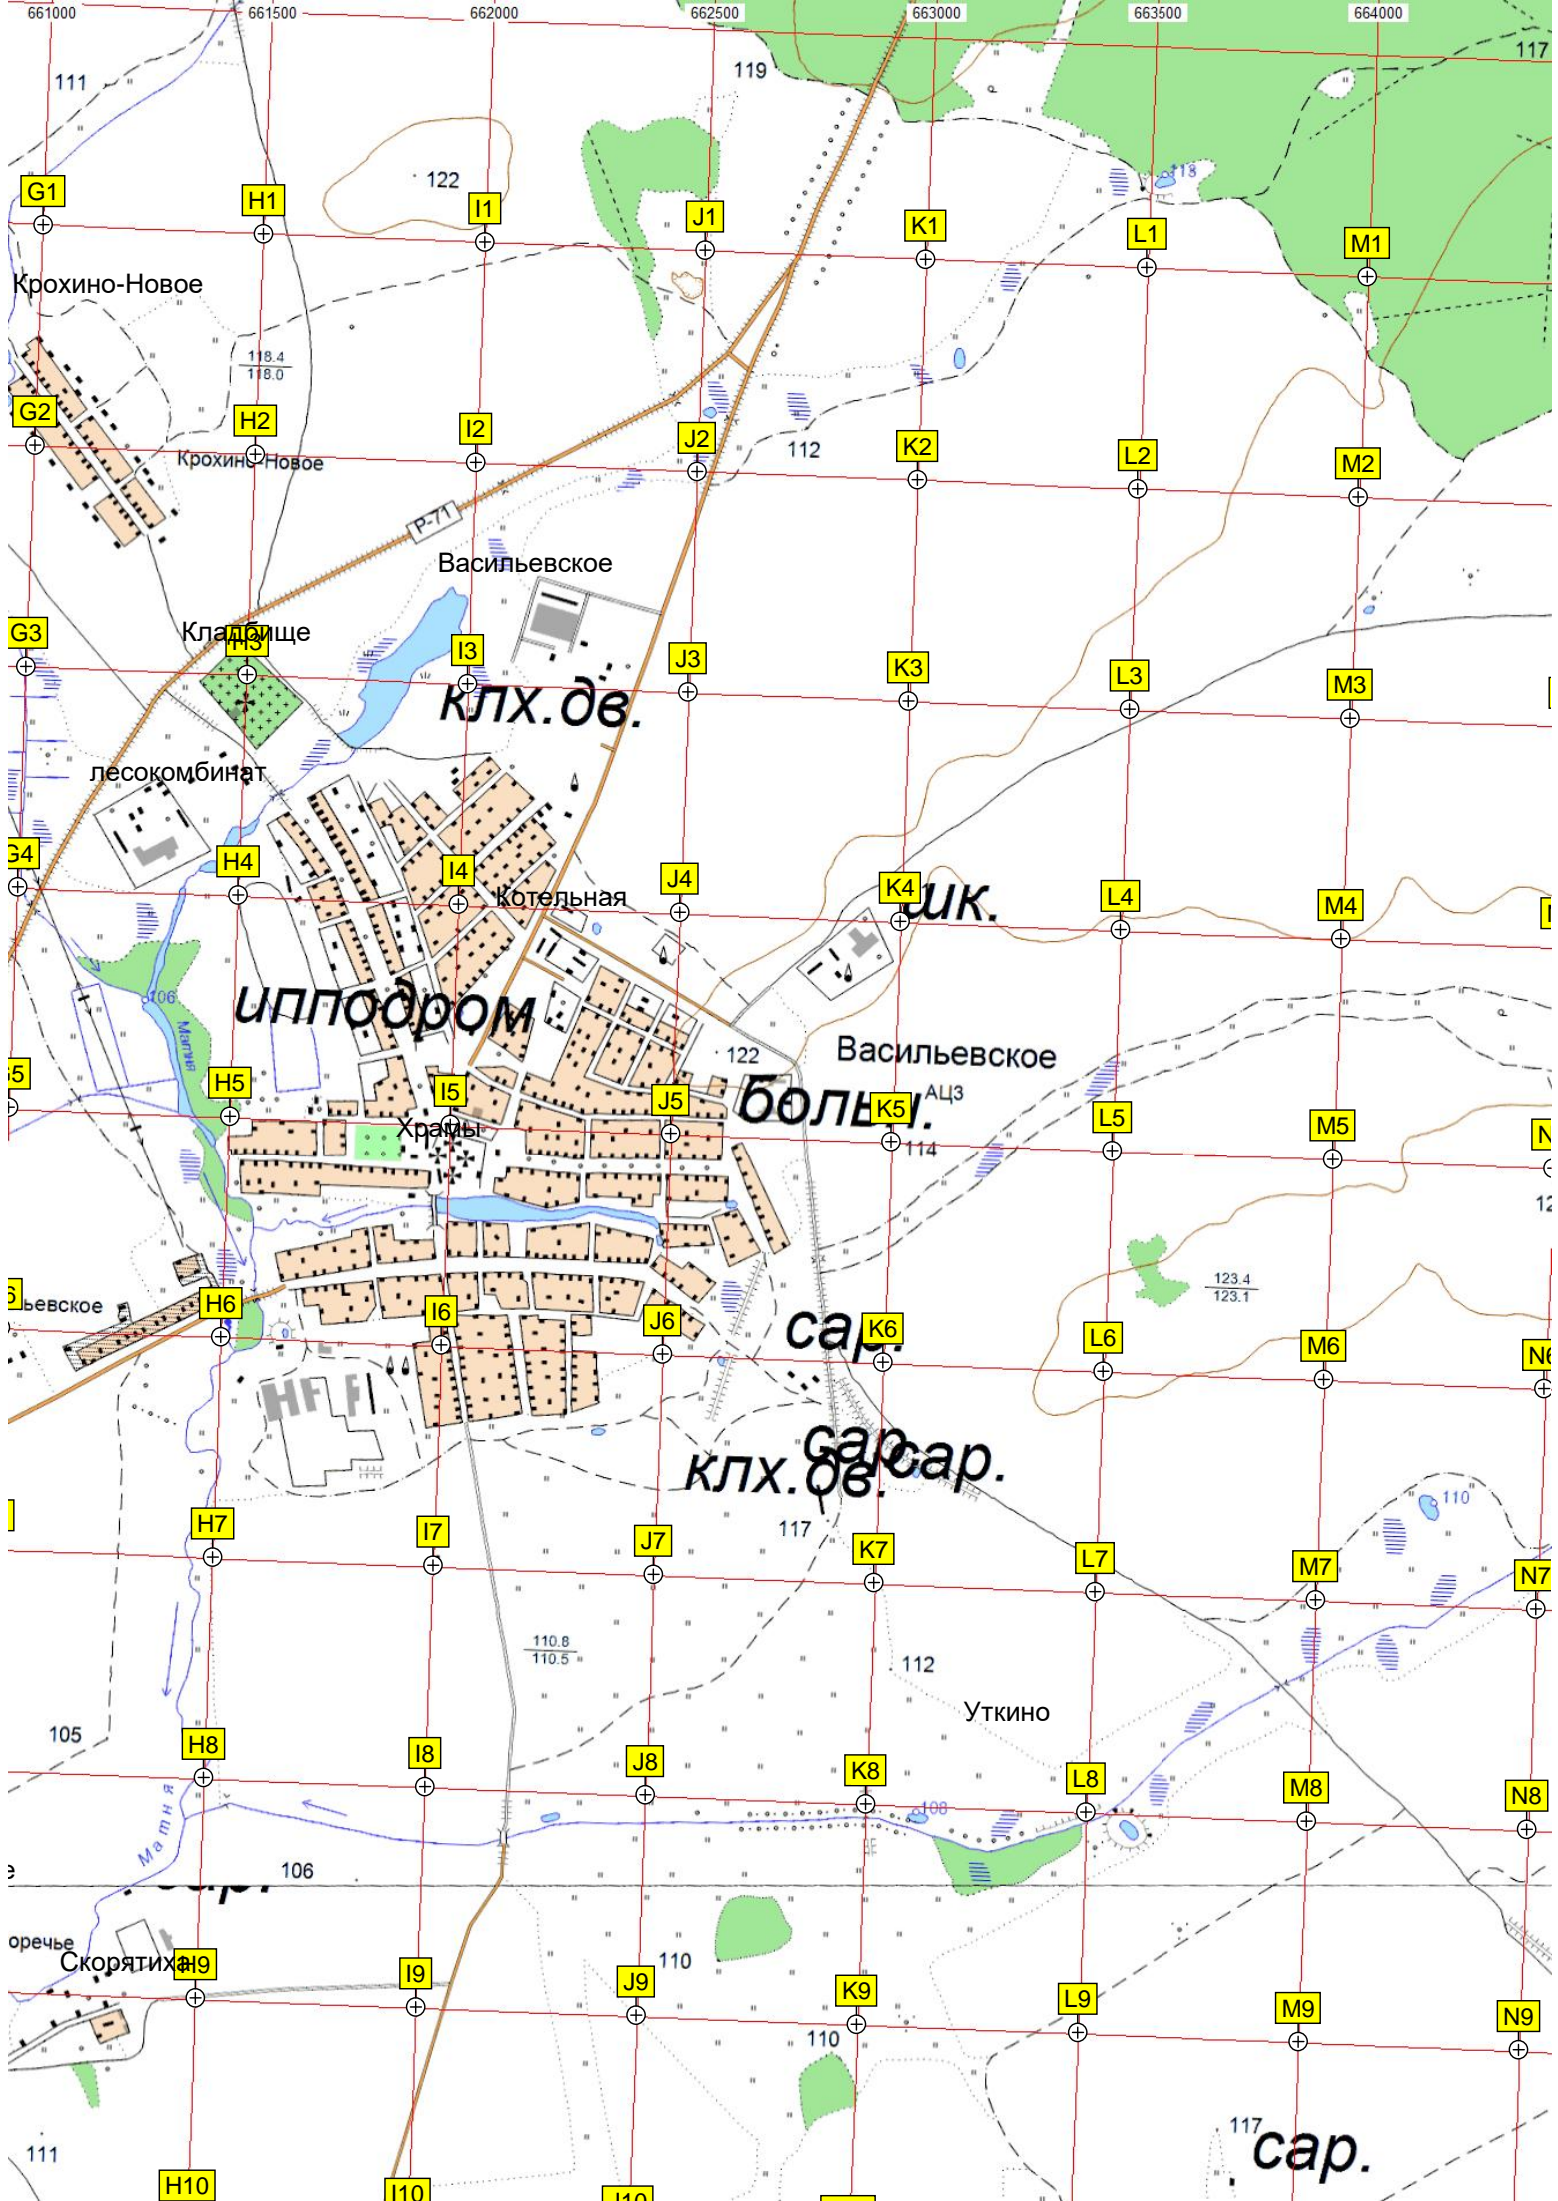 661000 661500 662000 662500 663000 663500 664000
117
111
119
122
118
G1 H1 I1 J1 K1 L1 M1
Крохино-Новое
118.4
118.0
G2 H2 I2 J2 K2 L2 M2
112
Крохино-Новое
Р-71
Васильевское
Кладбище
G3 H3 I3 J3 K3 L3 M3
клх.дв.
лесокомбинат
G4 H4 I4 J4 K4 L4 M4
Котельная
шк.
106
ипподром
Матня
122
Васильевское
больн.
АЦЗ
H5 I5 J5 K5 L5 M5
Храмы
114
123.4
123.1
H6 I6 J6 K6 L6 M6 N6
сар.
сар.
сар.
клх.дв.
110
117
H7 I7 J7 K7 L7 M7 N7
110.8
110.5
112
Уткино
105
H8 I8 J8 K8 L8 M8 N8
108
Матня
106
сар.
оречье
Скорятиха
110
H9 I9 J9 K9 L9 M9 N9
110
111
117
сар.
H10 I10 J10